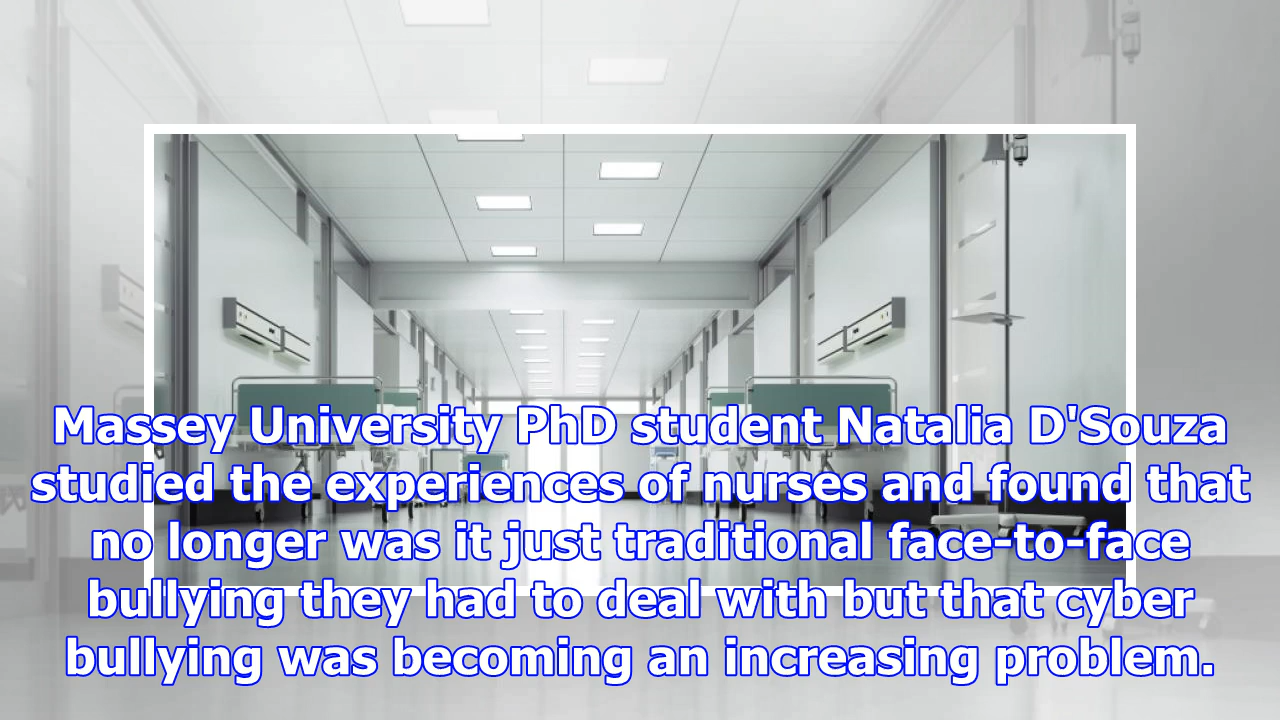 Massey University PhD student Natalia D'Souza
studied the experiences of nurses and found that
no longer was it just traditional face-to-face
bullying they had to deal with but that cyber
bullying was becoming an increasing problem.